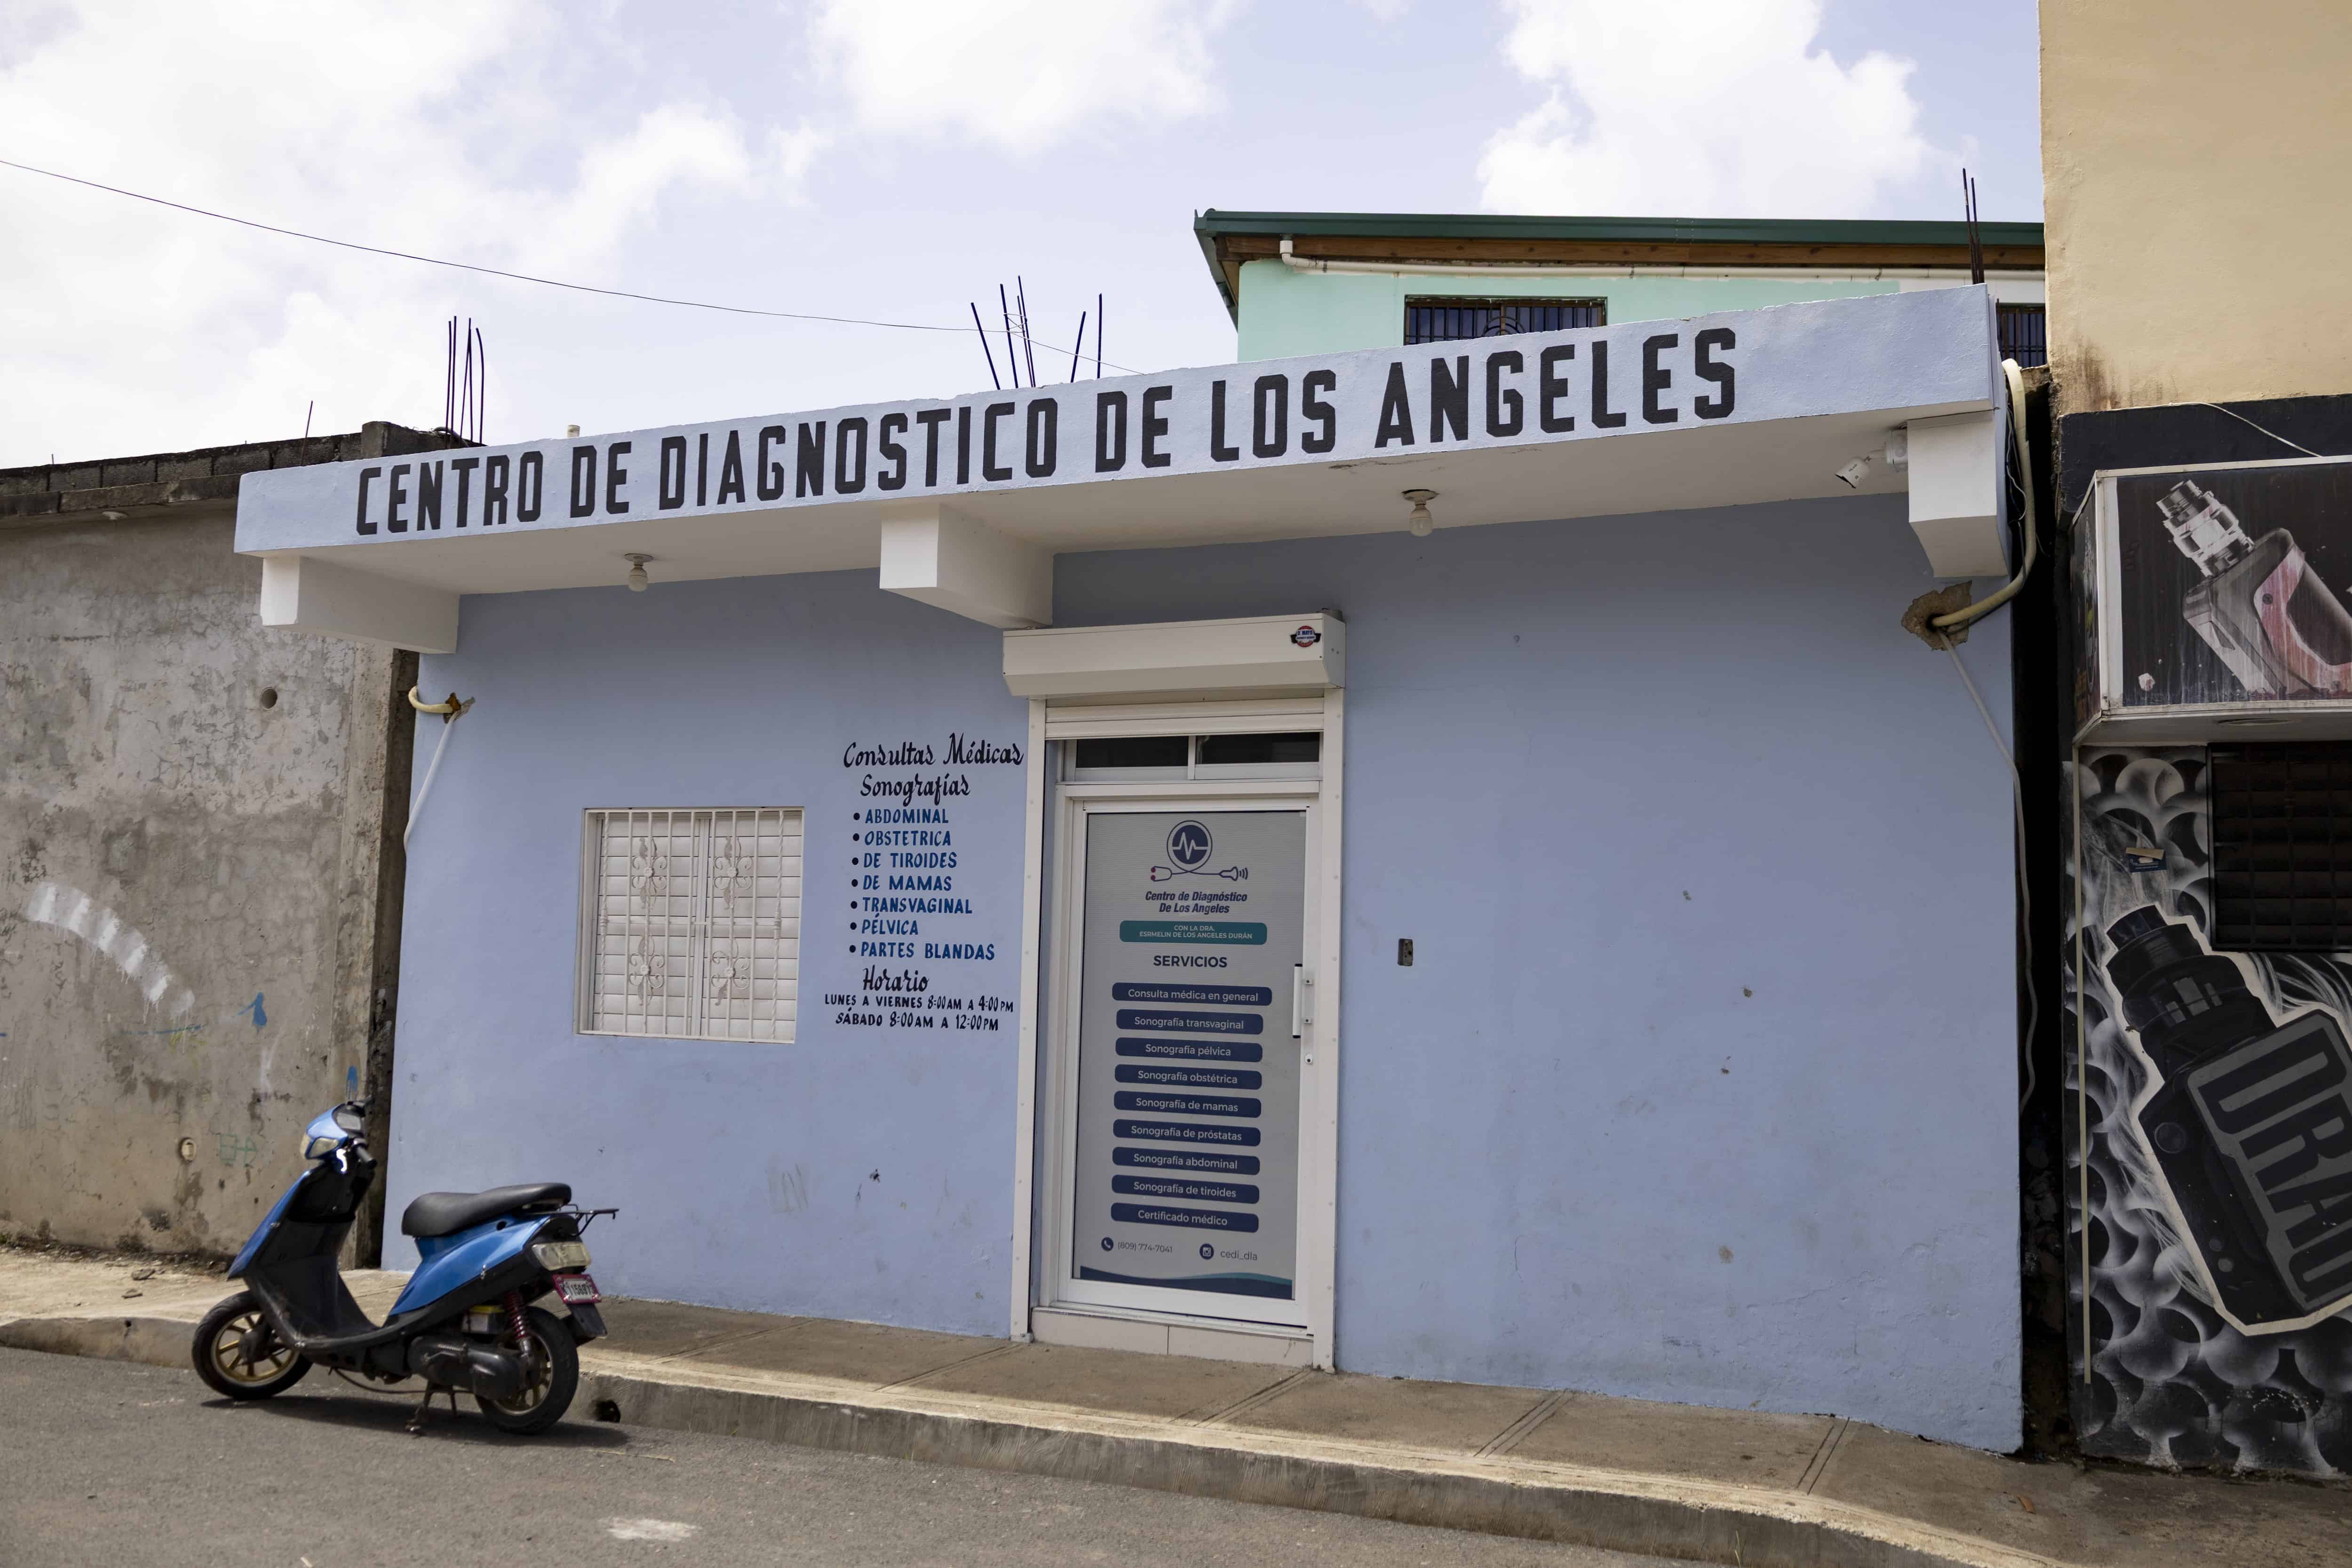 CENTRO DE DIAGNOSTICO DE LOS ANGELES
Consultas Médicas
Sonografías
• ABDOMINAL
• OBSTETRICA
• DE TIROIDES
• DE MAMAS
• TRANSVAGINAL
• PÉLVICA
• PARTES BLANDAS
Horario
LUNES A VIERNES 8:00AM A 4:00PM
SÁBADO 8:00AM A 12:00PM
Centro de Diagnóstico
De Los Angeles
CON LA DRA.
ESRMELIN DE LOS ANGELES DURÁN
SERVICIOS
Consulta médica en general
Sonografía transvaginal
Sonografía pélvica
Sonografía obstétrica
Sonografía de mamas
Sonografía de próstatas
Sonografía abdominal
Sonografía de tiroides
Certificado médico
(809) 774-7041
cedi_dla